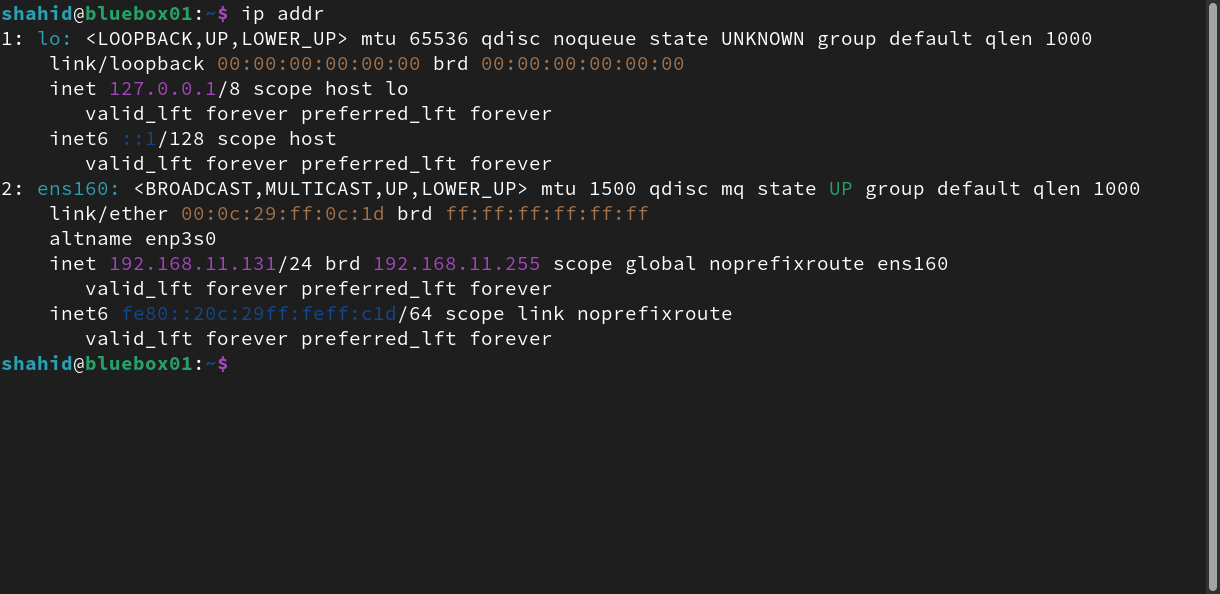 shahid@bluebox01:~$ ip addr
1: lo: <LOOPBACK,UP,LOWER_UP> mtu 65536 qdisc noqueue state UNKNOWN group default qlen 1000
    link/loopback 00:00:00:00:00:00 brd 00:00:00:00:00:00
    inet 127.0.0.1/8 scope host lo
       valid_lft forever preferred_lft forever
    inet6 ::1/128 scope host
       valid_lft forever preferred_lft forever
2: ens160: <BROADCAST,MULTICAST,UP,LOWER_UP> mtu 1500 qdisc mq state UP group default qlen 1000
    link/ether 00:0c:29:ff:0c:1d brd ff:ff:ff:ff:ff:ff
    altname enp3s0
    inet 192.168.11.131/24 brd 192.168.11.255 scope global noprefixroute ens160
       valid_lft forever preferred_lft forever
    inet6 fe80::20c:29ff:feff:c1d/64 scope link noprefixroute
       valid_lft forever preferred_lft forever
shahid@bluebox01:~$